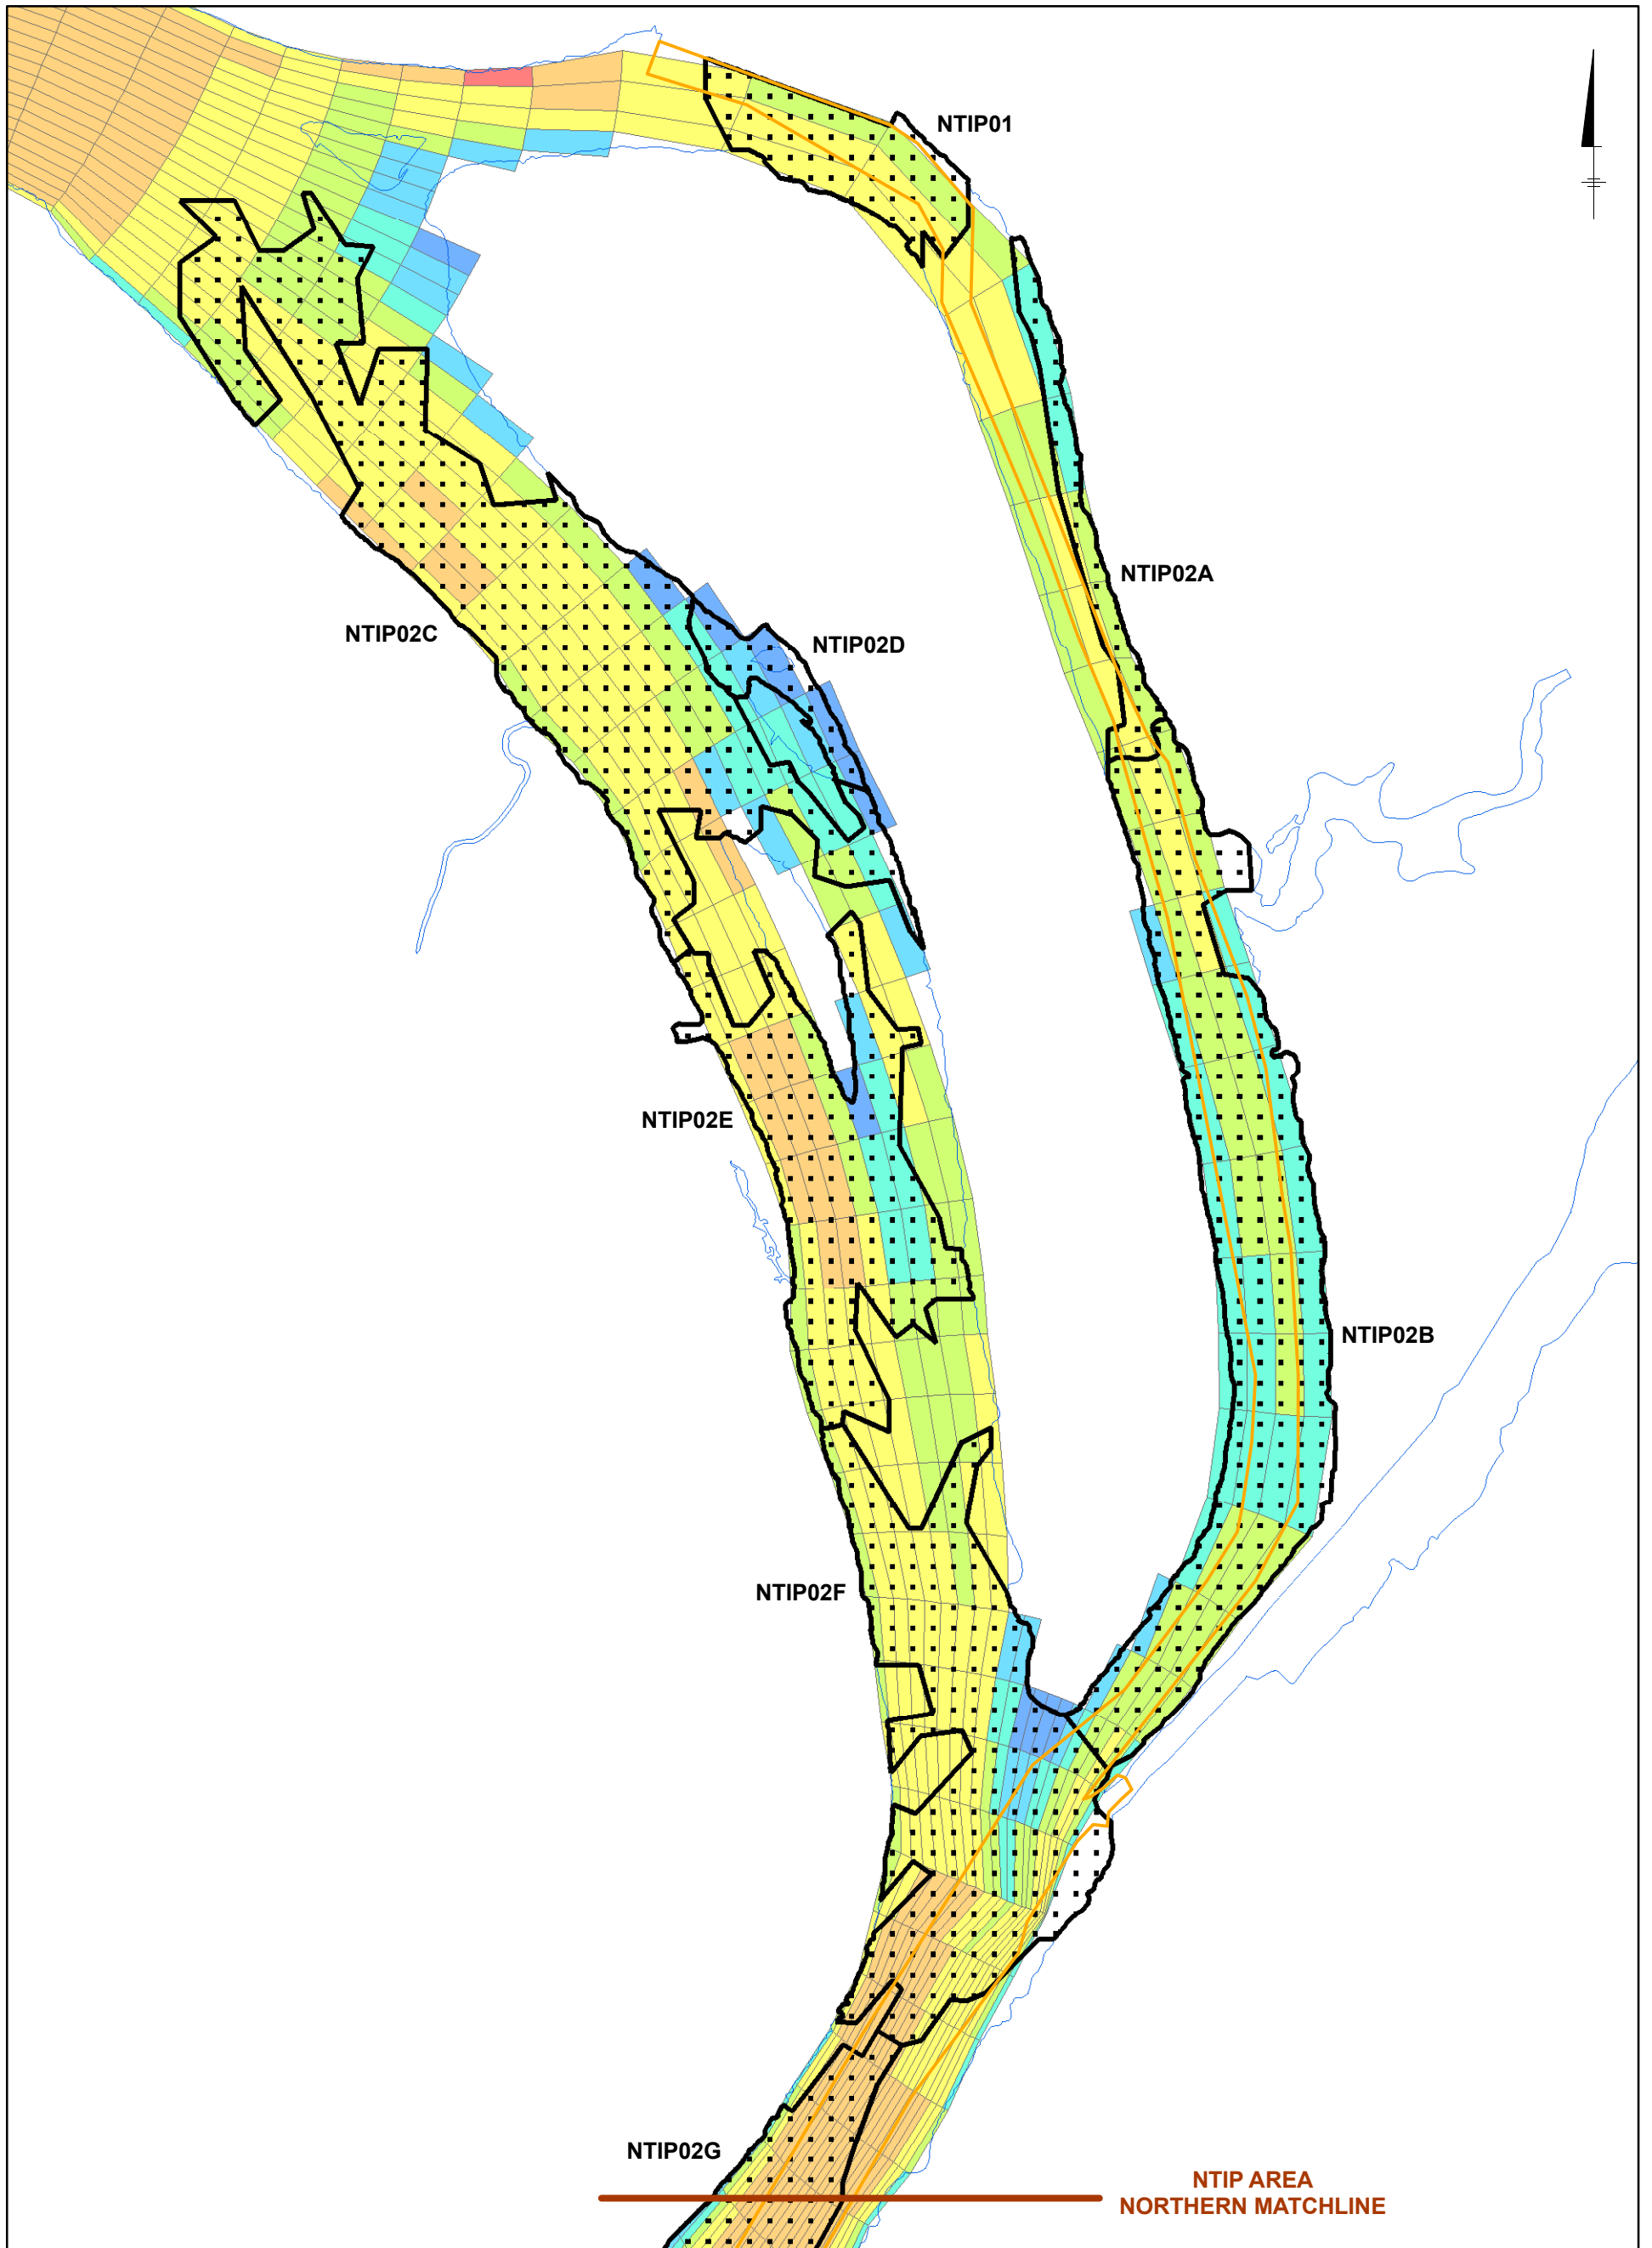 NTIP01
NTIP02A
NTIP02C
NTIP02D
NTIP02E
NTIP02B
NTIP02F
NTIP02G
NTIP AREA
NORTHERN MATCHLINE